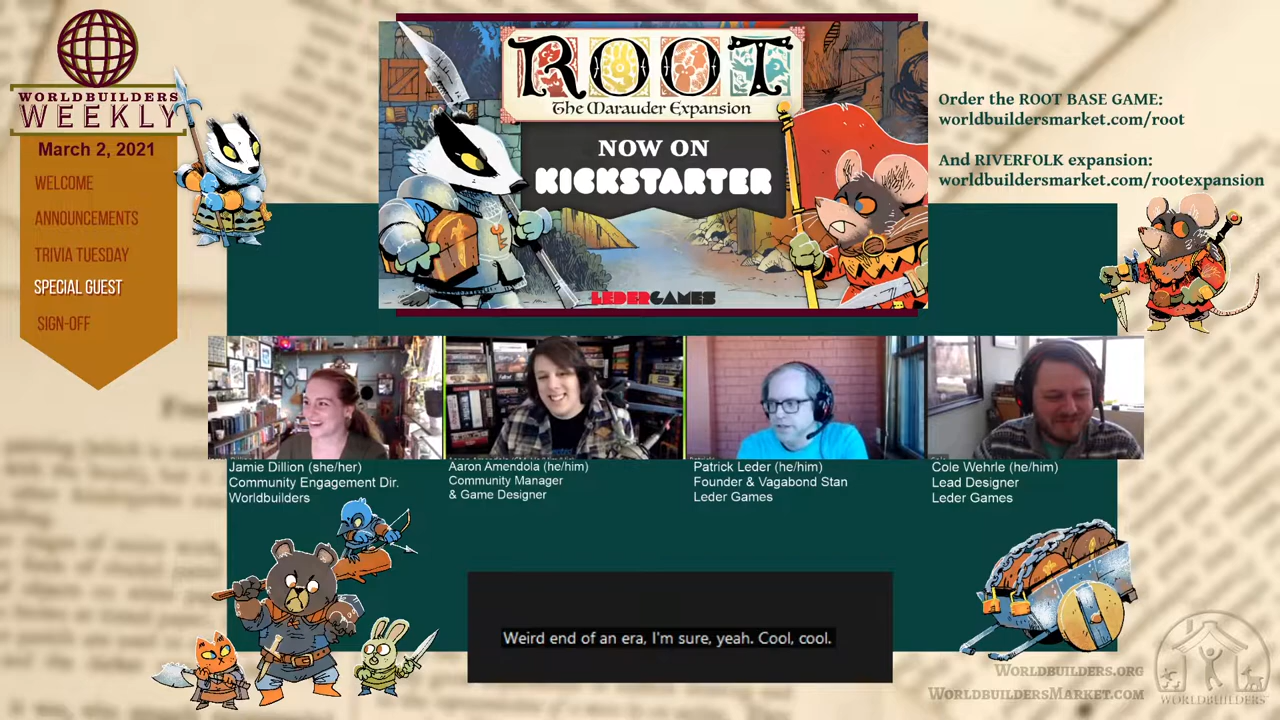 WORLDBUILDERS
WEEKLY
March 2, 2021
WELCOME
ANNOUNCEMENTS
TRIVIA TUESDAY
SPECIAL GUEST
SIGN-OFF
ROOT
The Marauder Expansion
NOW ON
KICKSTARTER
LEDERGAMES
Order the ROOT BASE GAME:
worldbuildersmarket.com/root
And RIVERFOLK expansion:
worldbuildersmarket.com/rootexpansion
Jamie Dillion (she/her)
Community Engagement Dir.
Worldbuilders
Aaron Amendola (he/him)
Community Manager
& Game Designer
Patrick Leder (he/him)
Founder & Vagabond Stan
Leder Games
Cole Wehrle (he/him)
Lead Designer
Leder Games
Weird end of an era, I'm sure, yeah. Cool, cool.
WORLDBUILDERS.ORG
WORLDBUILDERSMARKET.COM
WORLDBUILDERS